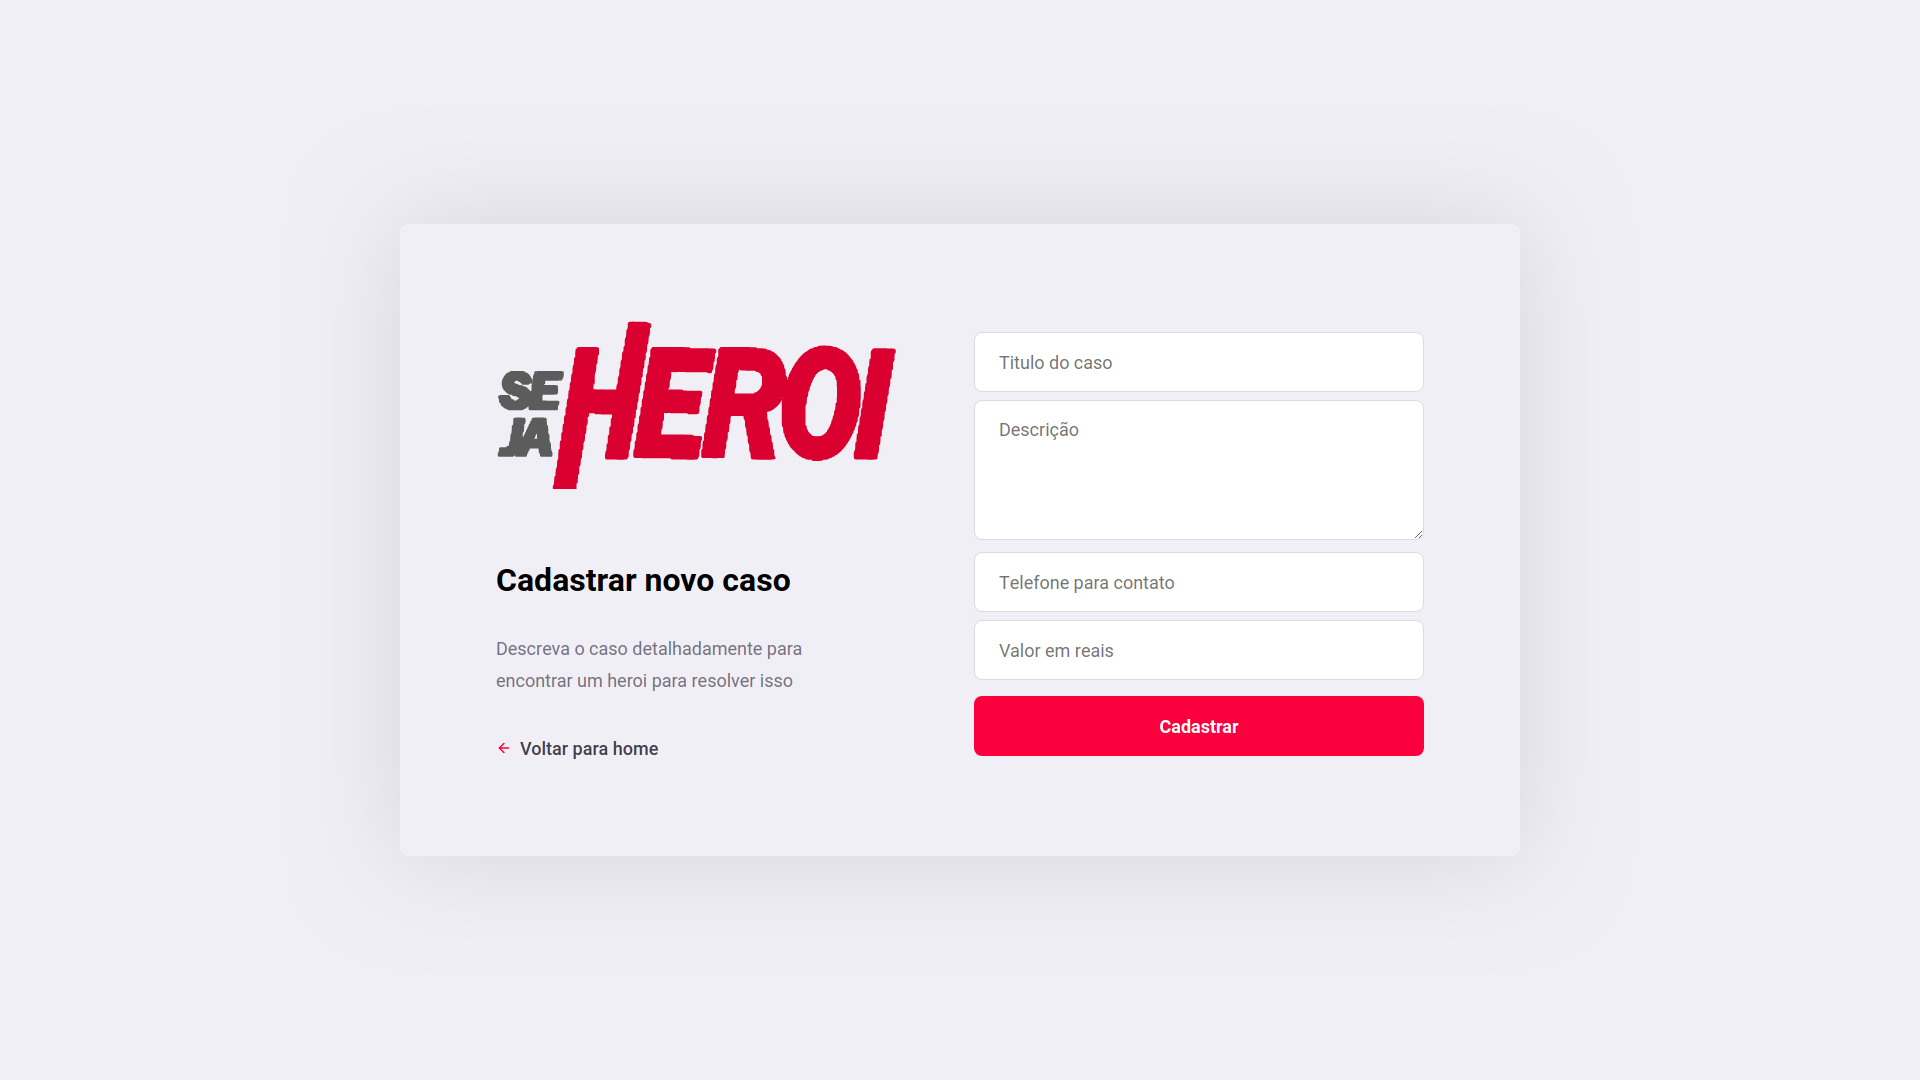 SE
JA
HEROI
Cadastrar novo caso
Descreva o caso detalhadamente para
encontrar um heroi para resolver isso
Voltar para home
Titulo do caso
Descrição
Telefone para contato
Valor em reais
Cadastrar